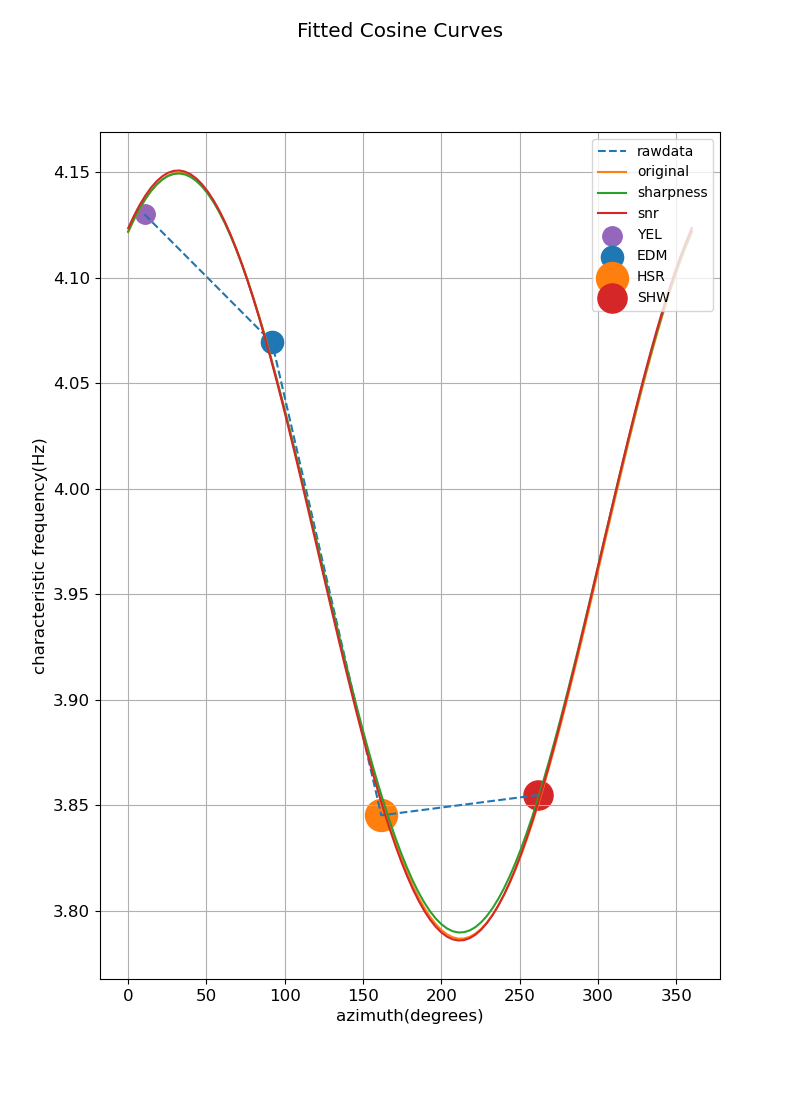 Fitted Cosine Curves
rawdata
original
sharpness
snr
YEL
EDM
HSR
SHW
4.15
4.10
4.05
4.00
3.95
3.90
3.85
3.80
characteristic frequency(Hz)
0 50 100 150 200 250 300 350
azimuth(degrees)